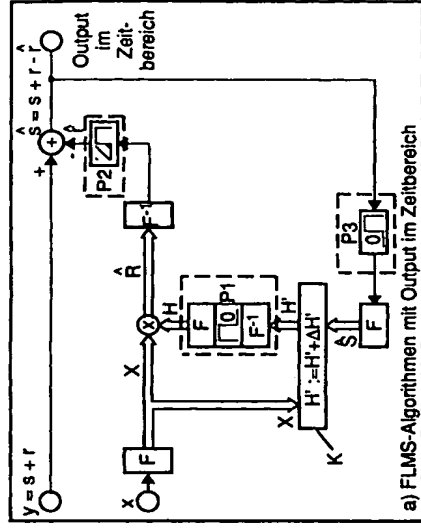 y = s + r
ŝ = s + r - r̂
Output
im
Zeit-
bereich
+
+
-
r̂
P2
F⁻¹
R̂
x
F
X
X
H
F
0
P1
F⁻¹
H'
X
H' := H' + ΔH'
K
Ŝ
F
P3
0
a) FLMS-Algorithmen mit Output im Zeitbereich